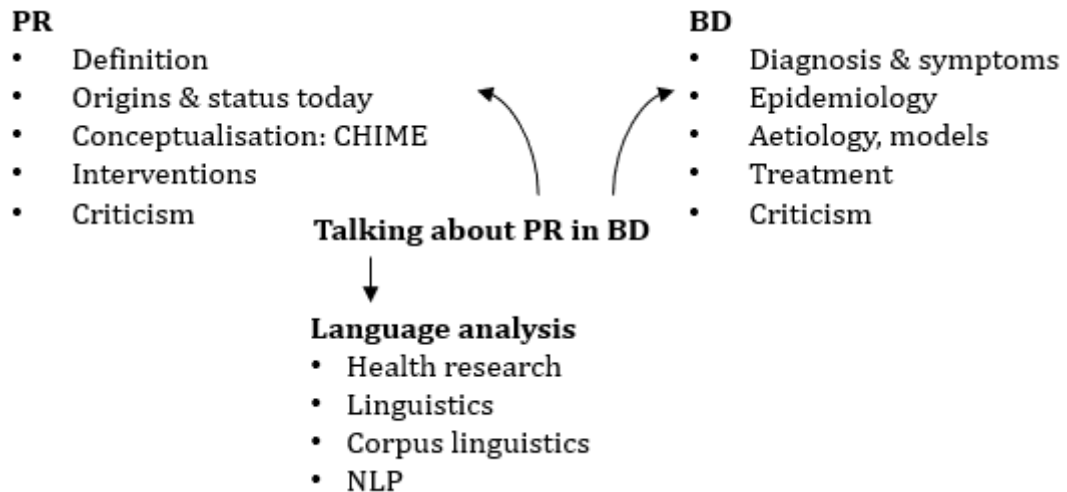 PR
• Definition
• Origins & status today
• Conceptualisation: CHIME
• Interventions
• Criticism
BD
• Diagnosis & symptoms
• Epidemiology
• Aetiology, models
• Treatment
• Criticism
Talking about PR in BD
Language analysis
• Health research
• Linguistics
• Corpus linguistics
• NLP